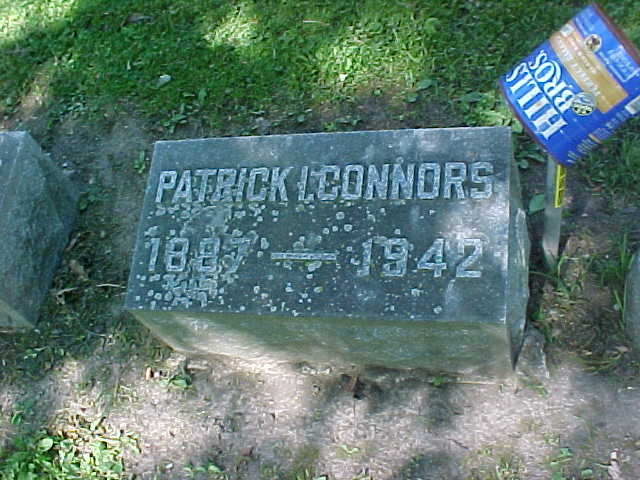 PATRICK I. CONNORS
1887 — 1942
HILLS
BROS